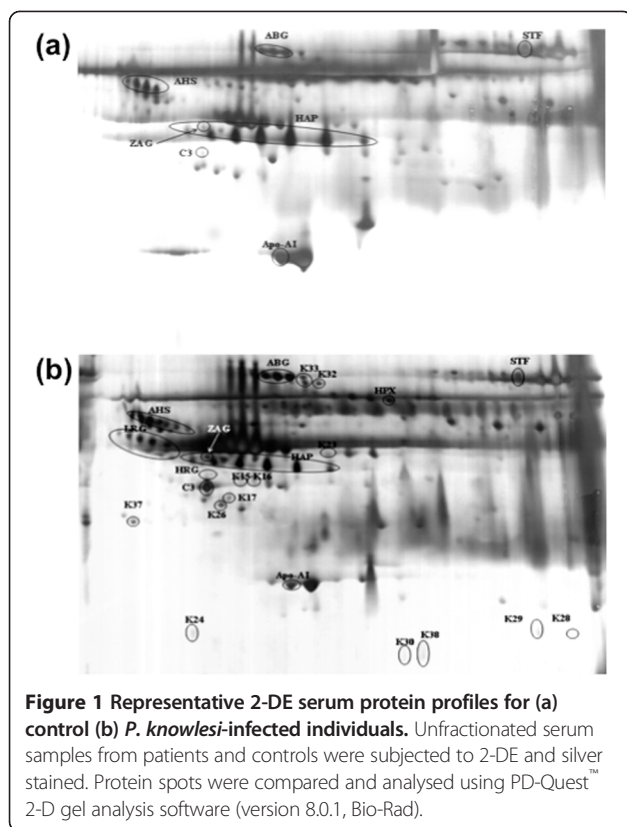 (a)
ABG
STF
AHS
HAP
ZAG
C3
Apo-AI
(b)
ABG
K33
K32
STF
HPX
AHS
LRG
ZAG
K23
HAP
HRG
K15 K16
C3
K17
K26
K37
Apo-AI
K24
K30
K38
K29
K28
Figure 1 Representative 2-DE serum protein profiles for (a)
control (b) P. knowlesi-infected individuals. Unfractionated serum
samples from patients and controls were subjected to 2-DE and silver
stained. Protein spots were compared and analysed using PD-Quest™
2-D gel analysis software (version 8.0.1, Bio-Rad).